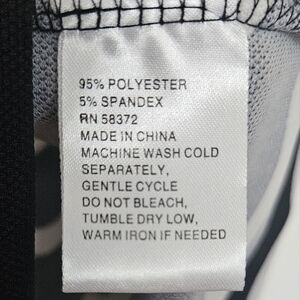 95% POLYESTER
5% SPANDEX
RN 58372
MADE IN CHINA
MACHINE WASH COLD
SEPARATELY,
GENTLE CYCLE
DO NOT BLEACH,
TUMBLE DRY LOW,
WARM IRON IF NEEDED